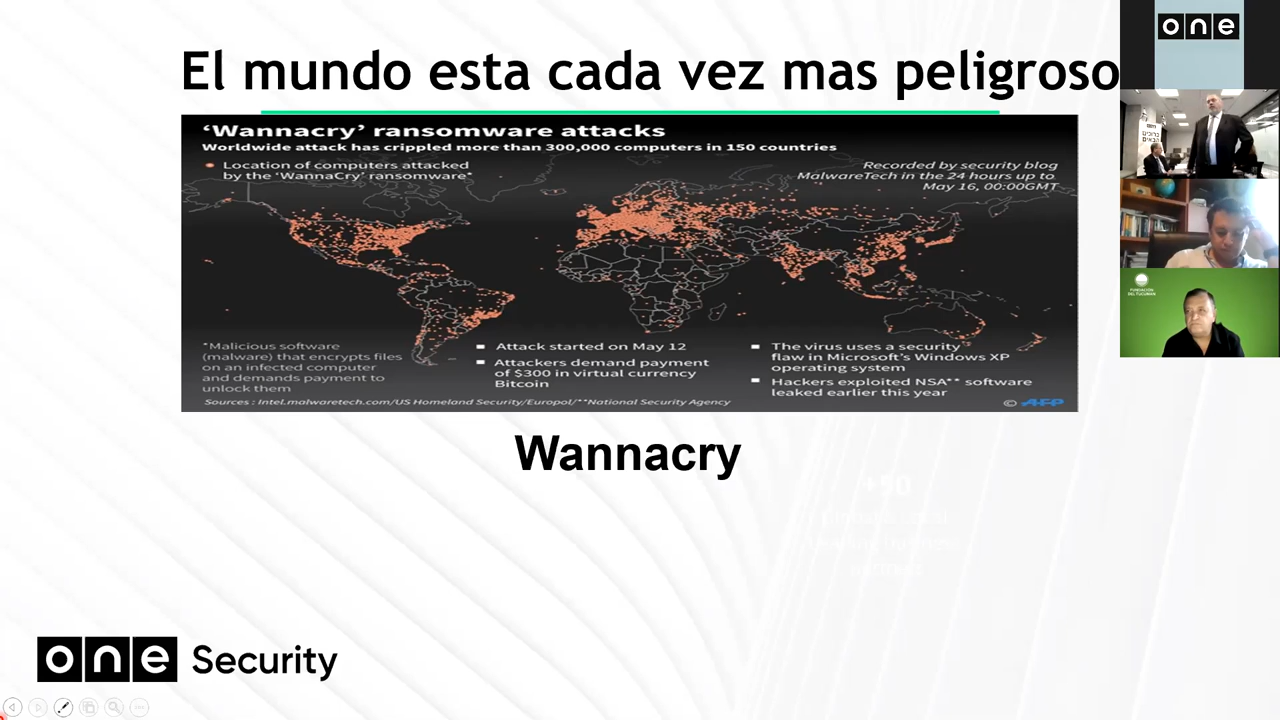 El mundo esta cada vez mas peligroso
‘Wannacry’ ransomware attacks
Worldwide attack has crippled more than 300,000 computers in 150 countries
Location of computers attacked
by the ‘WannaCry’ ransomware*
Recorded by security blog
MalwareTech in the 24 hours up to
May 16, 00:00GMT
*Malicious software
(malware) that encrypts files
on an infected computer
and demands payment to
unlock them
Attack started on May 12
Attackers demand payment
of $300 in virtual currency
Bitcoin
The virus uses a security
flaw in Microsoft’s Windows XP
operating system
Hackers exploited NSA** software
leaked earlier this year
Sources : Intel.malwaretech.com/US Homeland Security/Europol/**National Security Agency
© AFP
Wannacry
one Security
one
ברוכים
הבאים
FUNDACIÓN
DEL TUCUMÁN